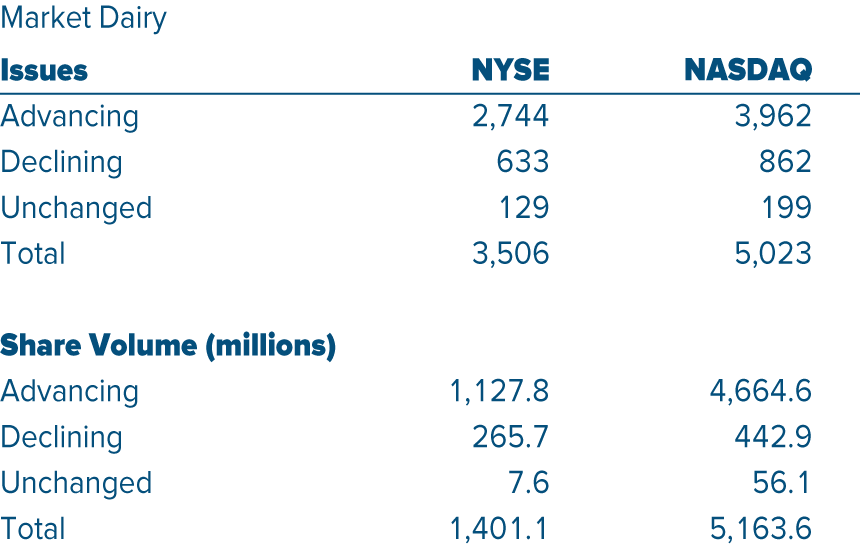 Market Dairy
Issues NYSE NASDAQ
Advancing 2,744 3,962
Declining 633 862
Unchanged 129 199
Total 3,506 5,023
Share Volume (millions)
Advancing 1,127.8 4,664.6
Declining 265.7 442.9
Unchanged 7.6 56.1
Total 1,401.1 5,163.6